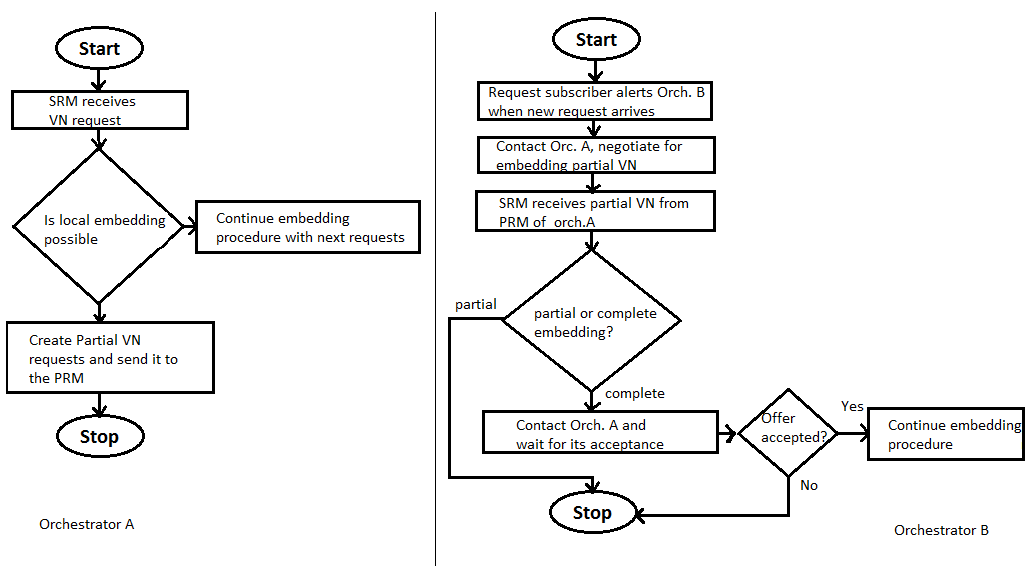 Start
SRM receives
VN request
Is local embedding
possible
Continue embedding
procedure with next requests
Create Partial VN
requests and send it to
the PRM
Stop
Orchestrator A
Start
Request subscriber alerts Orch. B
when new request arrives
Contact Orc. A, negotiate for
embedding partial VN
SRM receives partial VN from
PRM of orch.A
partial
partial or complete
embedding?
complete
Contact Orch. A and
wait for its acceptance
Offer
accepted?
Yes
Continue embedding
procedure
No
Stop
Orchestrator B